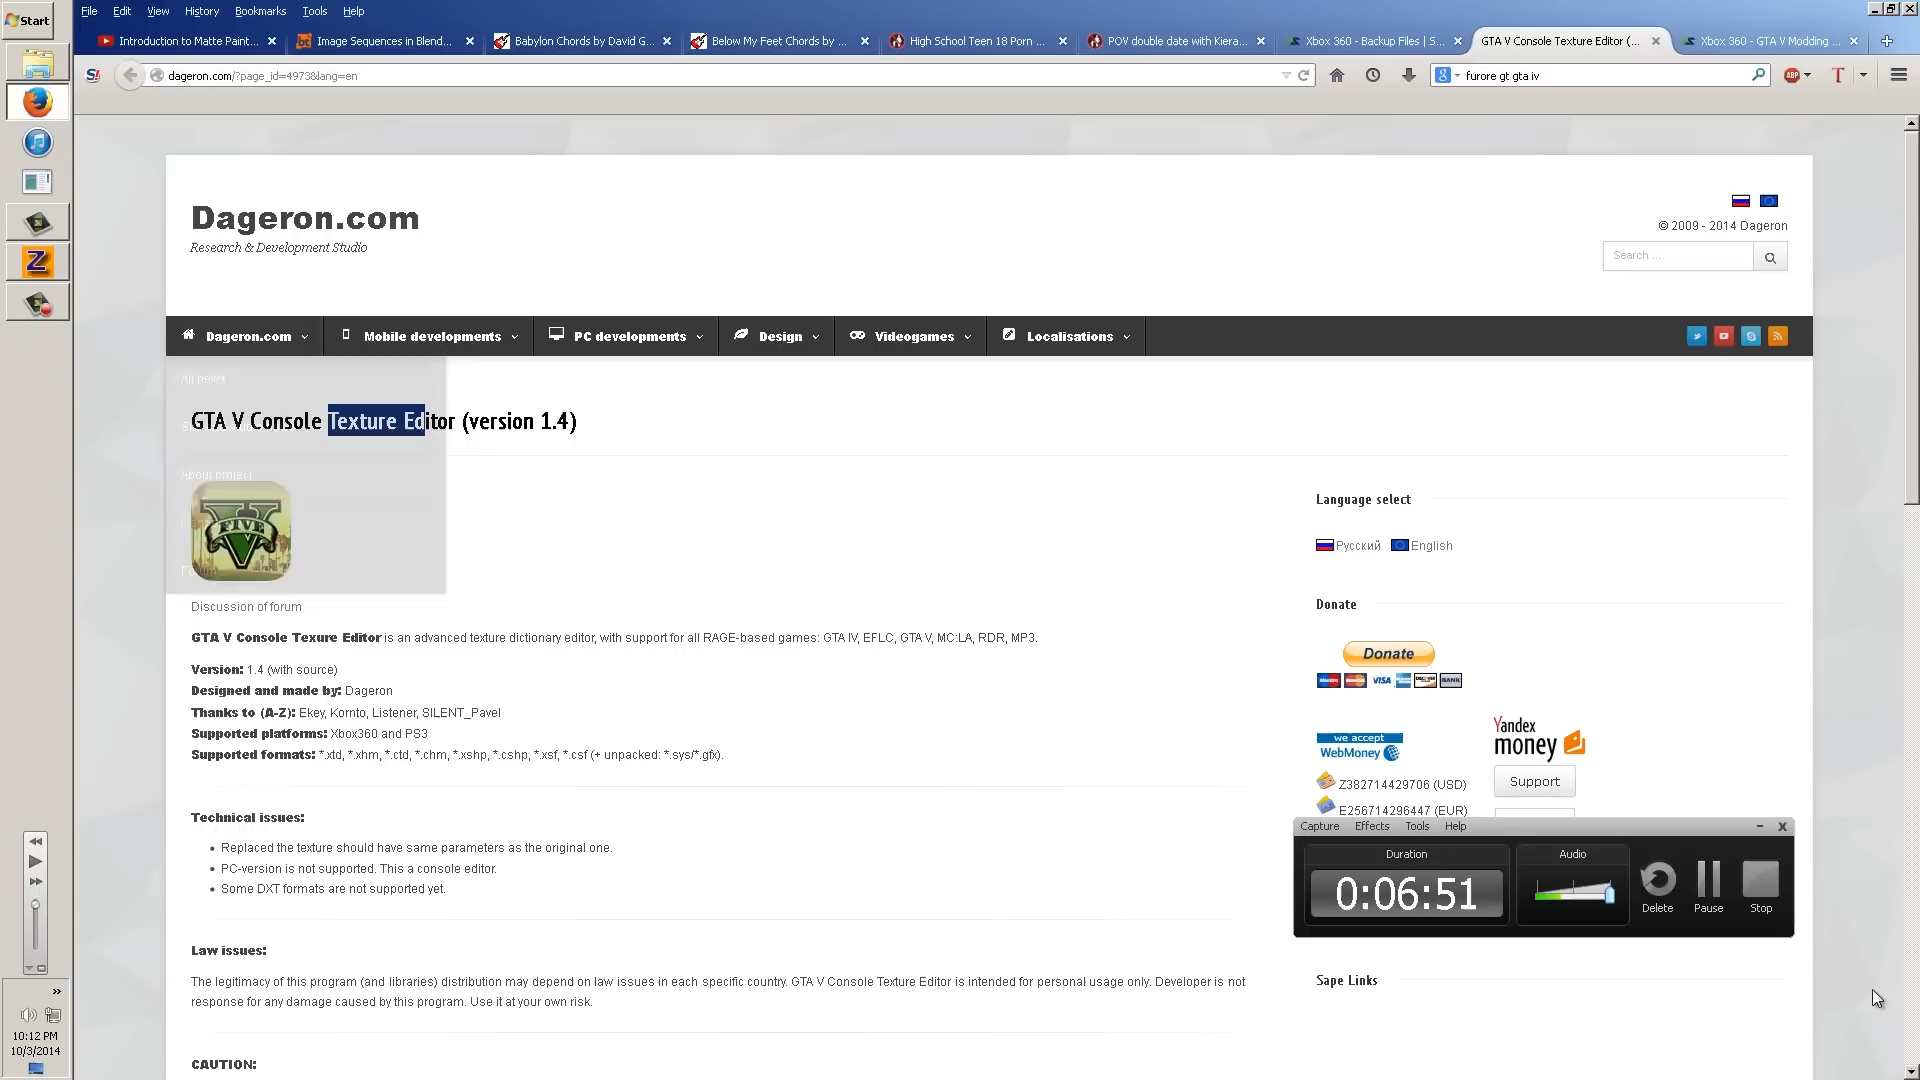 Start
File Edit View History Bookmarks Tools Help
Introduction to Matte Paint...
Image Sequences in Blend...
Babylon Chords by David G...
Below My Feet Chords by ...
High School Teen 18 Porn ...
POV double date with Kiera...
Xbox 360 - Backup Files | S...
GTA V Console Texture Editor (...
Xbox 360 - GTA V Modding ...
S!
dageron.com/?page_id=4973&lang=en
furore gt gta iv
ABP
T
Dageron.com
Research & Development Studio
© 2009 - 2014 Dageron
Search ...
Dageron.com
Mobile developments
PC developments
Design
Videogames
Localisations
All news
GTA V Console Texture Editor (version 1.4)
About project
FIVE
V
Discussion of forum
GTA V Console Texure Editor is an advanced texture dictionary editor, with support for all RAGE-based games: GTA IV, EFLC, GTA V, MC:LA, RDR, MP3.
Version: 1.4 (with source)
Designed and made by: Dageron
Thanks to (A-Z): Ekey, Kornto, Listener, SILENT_Pavel
Supported platforms: Xbox360 and PS3
Supported formats: *.xtd, *.xhm, *.ctd, *.chm, *.xshp, *.cshp, *.xsf, *.csf (+ unpacked: *.sys/*.gfx).
Technical issues:
Replaced the texture should have same parameters as the original one.
PC-version is not supported. This a console editor.
Some DXT formats are not supported yet.
Law issues:
The legitimacy of this program (and libraries) distribution may depend on law issues in each specific country. GTA V Console Texture Editor is intended for personal usage only. Developer is not
response for any damage caused by this program. Use it at your own risk.
CAUTION:
Language select
Русский English
Donate
Donate
VISA
BANK
we accept
WebMoney
Z382714429706 (USD)
E256714296447 (EUR)
Yandex
money
Support
Capture Effects Tools Help
Duration
0:06:51
Audio
Delete
Pause
Stop
Sape Links
10:12 PM
10/3/2014